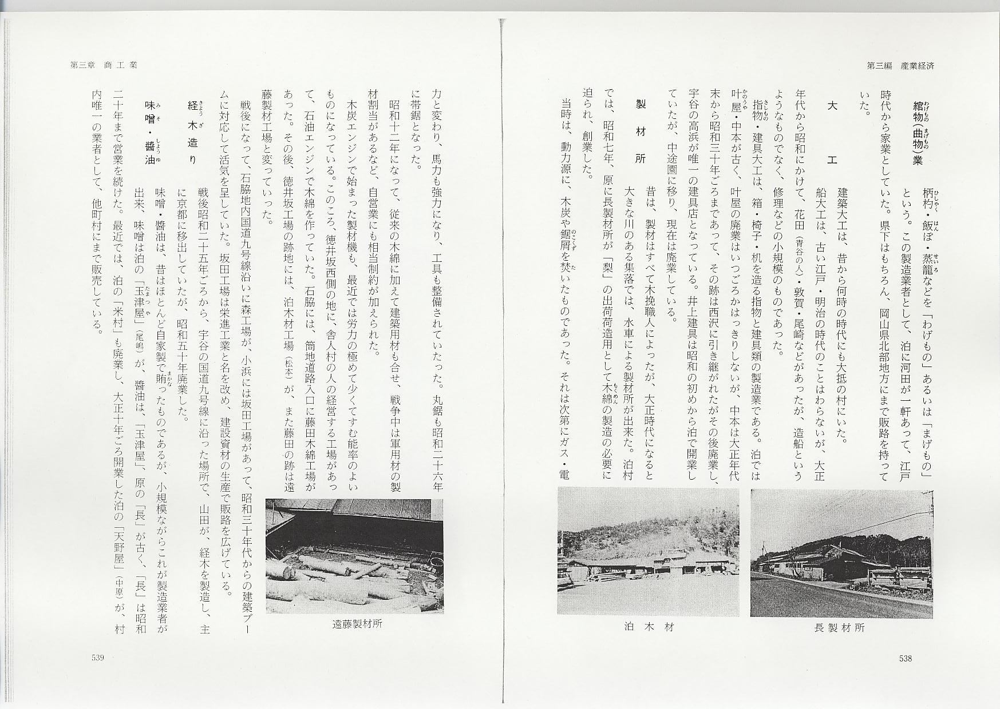 第三編　産業経済
綰物(曲物)業
柄杓・飯ぼ・蒸籠などを「わげもの」あるいは「まげもの」
という。この製造業者として、泊に河田が一軒あって、江戸
時代から家業としていた。県下はもちろん、岡山県北部地方にまで販路を持って
いた。
大工
建築大工は、昔から何時の時代にも大抵の村にいた。
船大工は、古い江戸・明治の時代のことはわからないが、大正
年代から昭和にかけて、花田（青谷の人）・敦賀・尾崎などがあったが、造船という
ようなものでなく、修理などの小規模のものであった。
指物・建具大工は、箱・椅子・机を造る指物と建具類の製造業である。泊では
叶屋・中本が古く、叶屋の廃業はいつごろかはっきりしないが、中本は大正年代
末から昭和三十年ごろまであって、その跡は西沢に引き継がれたがその後廃業し、
宇谷の高浜が唯一の建具店となっている。井上建具は昭和の初めから泊で開業し
ていたが、中途園に移り、現在は廃業している。
製材所
昔は、製材はすべて木挽職人によったが、大正時代になると
大きな川のある集落では、水車による製材所が出来た。泊村
では、昭和七年、原に長製材所が「梨」の出荷荷造用として木綿の製造の必要に
迫られ、創業した。
当時は、動力源に、木炭や鋸屑を焚いたものであった。それは次第にガス・電
長製材所
泊木材
538
第三章　商工業
力と変わり、馬力も強力になり、工具も整備されていたった。丸鋸も昭和二十六年
に帯鋸となった。
昭和十二年になって、従来の木綿に加えて建築用材も合せ、戦争中は軍用材の製
材割当があるなど、自営業にも相当制約が加えられた。
木炭エンジンで始まった製材機も、最近では労力の極めて少くてすむ能率のよい
ものになっている。このころ、徳井坂西側の地に、舎人村の人の経営する工場があっ
て、石油エンジンで木綿を作っていた。石脇には、筒地道路入口に藤田木綿工場が
あった。その後、徳井坂工場の跡地には、泊木材工場（松本）が、また藤田の跡は遠
藤製材工場と変っていった。
戦後になって、石脇地内国道九号線沿いに森工場が、小浜には坂田工場があって、昭和三十年代からの建築ブー
ムに対応して活気を呈していた。坂田工場は栄進工業と名を改め、建設資材の生産で販路を広げている。
経木造り
戦後昭和二十五年ごろから、宇谷の国道九号線に沿った場所で、山田が、経木を製造し、主
に京都に移出していたが、昭和五十年廃業した。
味噌・醬油
味噌・醬油は、昔はほとんど自家製で賄ったものであるが、小規模ながらこれが製造業者が
出来、味噌は泊の「玉津屋」（尾嶋）が、醬油は、「玉津屋」、原の「長」が古く、「長」は昭和
二十年まで営業を続けた。最近では、泊の「米村」も廃業し、大正十年ごろ開業した泊の「天野屋」（中原）が、村
内唯一の業者として、他町村にまで販売している。
遠藤製材所
539